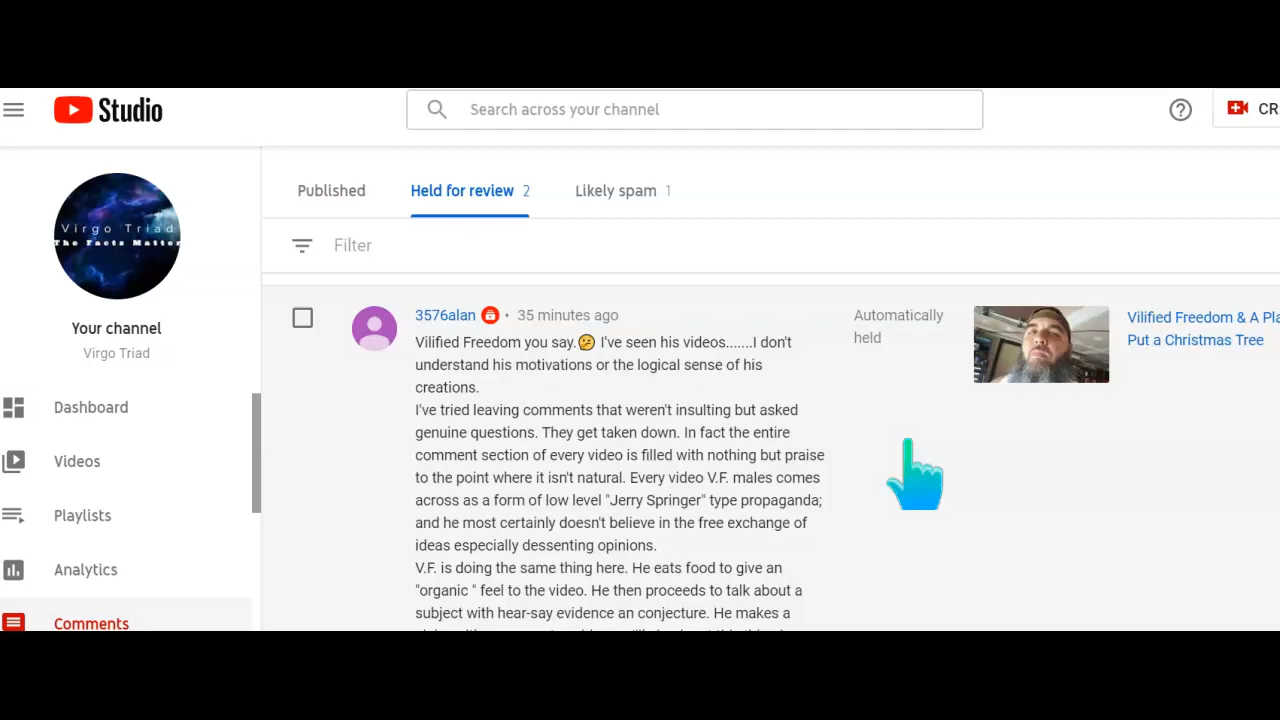 Studio
Search across your channel
CR
Virgo Triad
The Facts Matter
Your channel
Virgo Triad
Dashboard
Videos
Playlists
Analytics
Comments
Published
Held for review 2
Likely spam 1
Filter
3576alan • 35 minutes ago
Vilified Freedom you say.🤔 I've seen his videos.......I don't
understand his motivations or the logical sense of his
creations.
I've tried leaving comments that weren't insulting but asked
genuine questions. They get taken down. In fact the entire
comment section of every video is filled with nothing but praise
to the point where it isn't natural. Every video V.F. males comes
across as a form of low level "Jerry Springer" type propaganda;
and he most certainly doesn't believe in the free exchange of
ideas especially dessenting opinions.
V.F. is doing the same thing here. He eats food to give an
"organic " feel to the video. He then proceeds to talk about a
subject with hear-say evidence an conjecture. He makes a
Automatically
held
Vilified Freedom & A Pla
Put a Christmas Tree